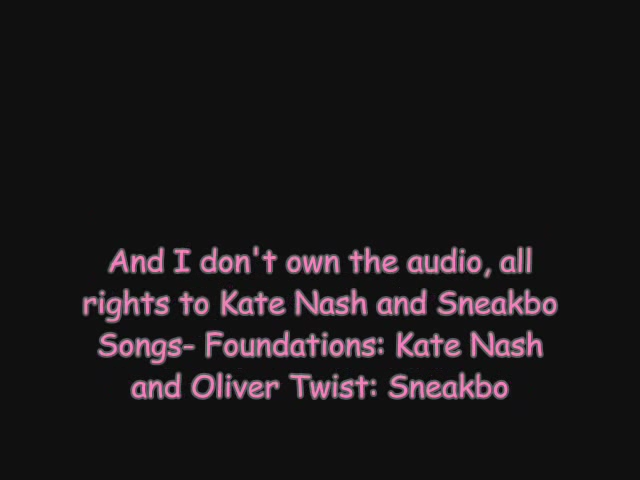 And I don't own the audio, all
rights to Kate Nash and Sneakbo
Songs- Foundations: Kate Nash
and Oliver Twist: Sneakbo